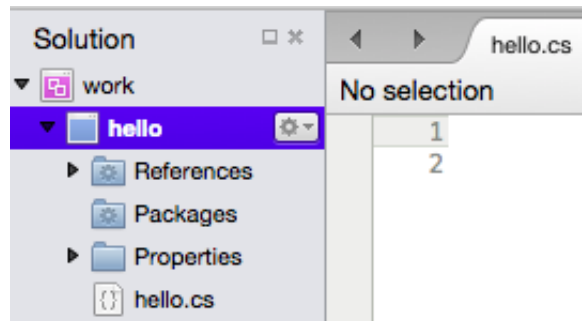 Solution
work
hello
References
Packages
Properties
hello.cs
hello.cs
No selection
1
2